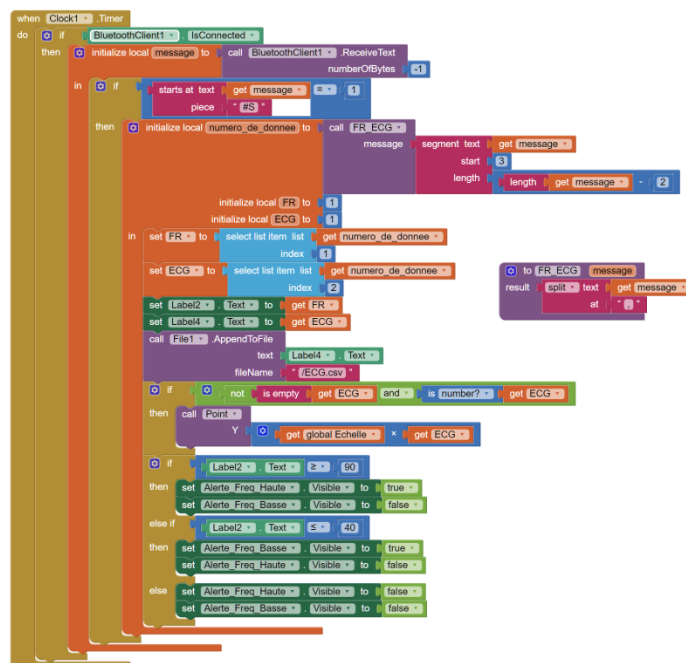 when Clock1 .Timer
do if BluetoothClient1 . IsConnected
then initialize local message to call BluetoothClient1 .ReceiveText
numberOfBytes -1
in if starts at text get message = 1
piece " #S "
then initialize local numero_de_donnee to call FR_ECG
message segment text get message
start 3
length length get message - 2
initialize local FR to 1
initialize local ECG to 1
in set FR to select list item list get numero_de_donnee
index 1
set ECG to select list item list get numero_de_donnee
index 2
set Label2 . Text to get FR
set Label4 . Text to get ECG
call File1 .AppendToFile
text Label4 . Text
fileName " /ECG.csv "
if not is empty get ECG and is number? get ECG
then call Point
Y get global Echelle × get ECG
if Label2 . Text ≥ 90
then set Alerte_Freq_Haute . Visible to true
set Alerte_Freq_Basse . Visible to false
else if Label2 . Text ≤ 40
then set Alerte_Freq_Basse . Visible to true
set Alerte_Freq_Haute . Visible to false
else set Alerte_Freq_Haute . Visible to false
set Alerte_Freq_Basse . Visible to false
to FR_ECG message
result split text get message
at